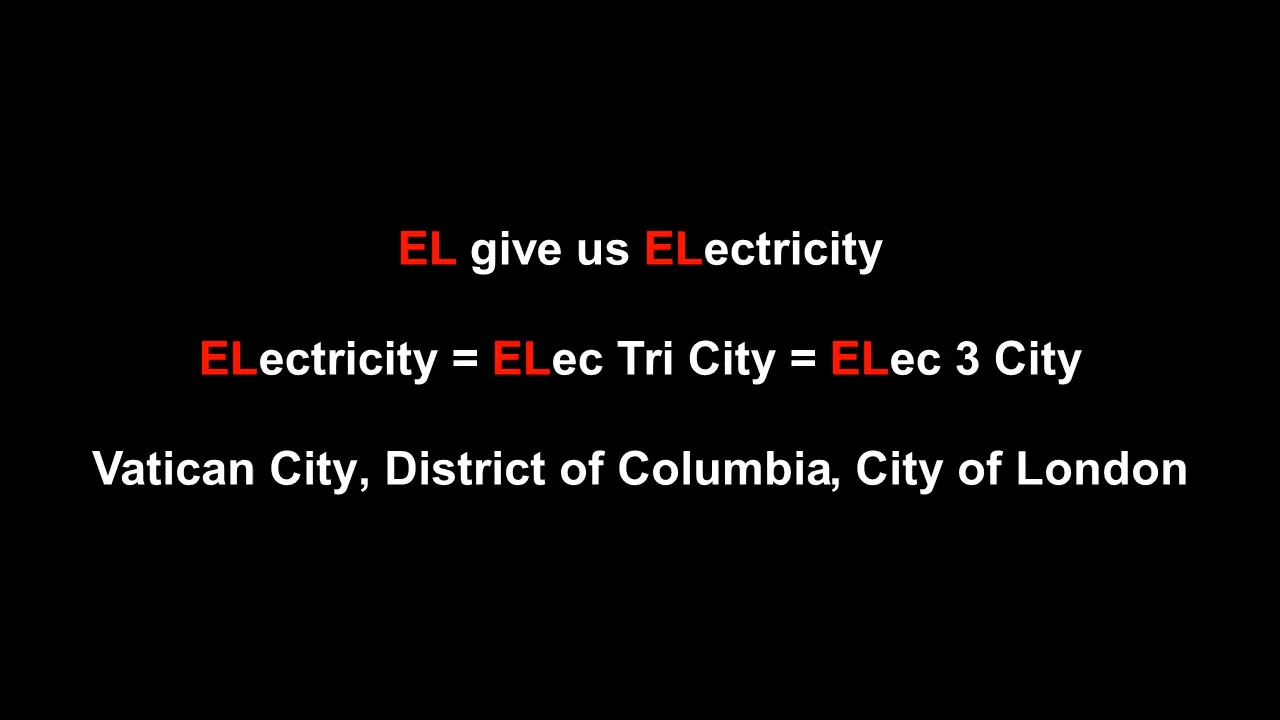 EL give us ELectricity
ELectricity = ELec Tri City = ELec 3 City
Vatican City, District of Columbia, City of London